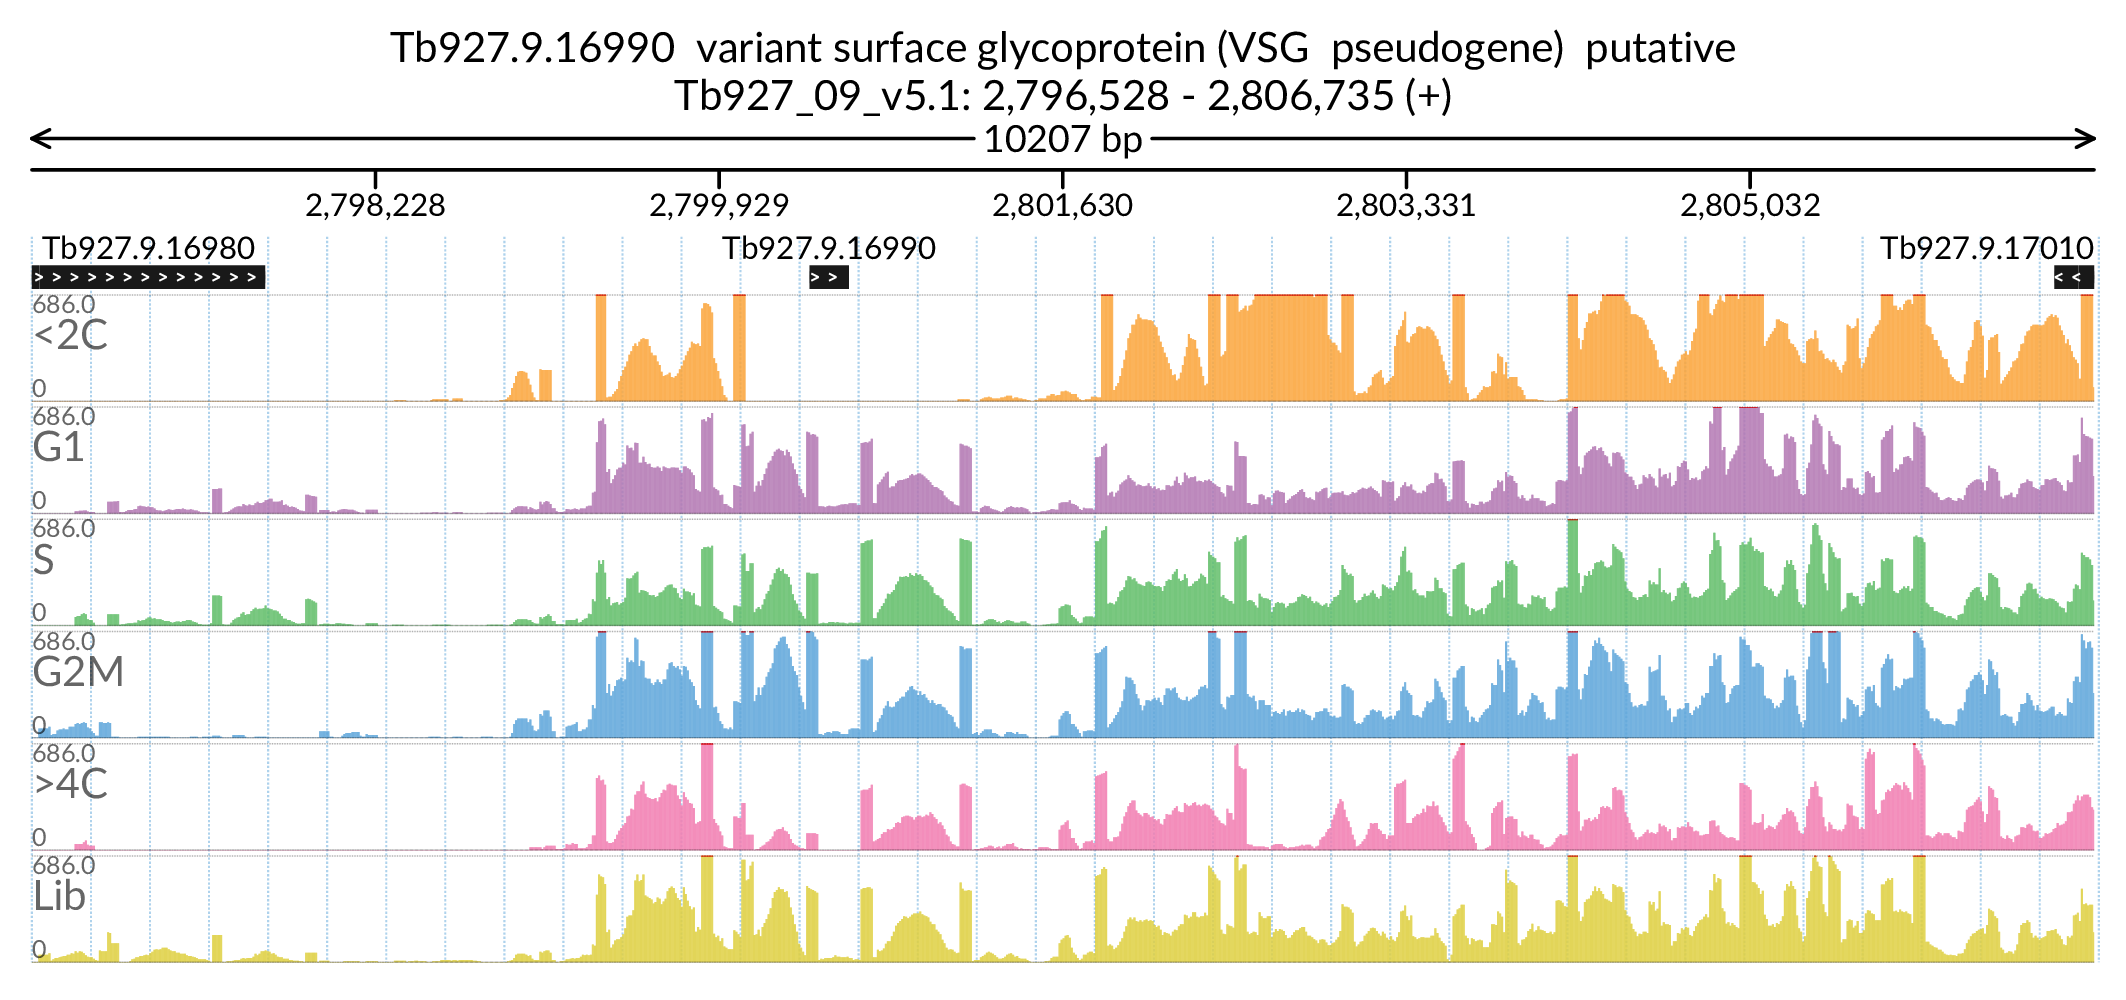 Tb927.9.16990 variant surface glycoprotein (VSG pseudogene) putative
Tb927_09_v5.1: 2,796,528 - 2,806,735 (+)
10207 bp
2,798,228 2,799,929 2,801,630 2,803,331 2,805,032
Tb927.9.16980 Tb927.9.16990 Tb927.9.17010
686.0
<2C
0
686.0
G1
0
686.0
S
0
686.0
G2M
0
686.0
>4C
0
686.0
Lib
0